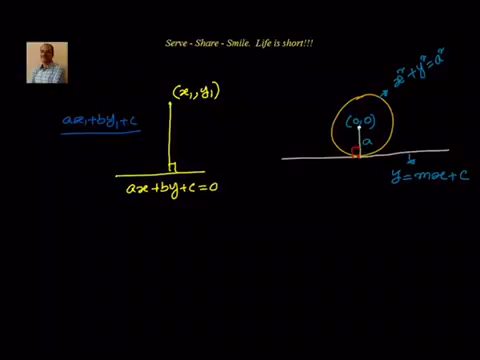 Serve - Share - Smile. Life is short!!!
(x₁, y₁)
ax₁+by₁+c
ax+by+c=0
x²+y²=a²
(0,0)
a
y=mx+c